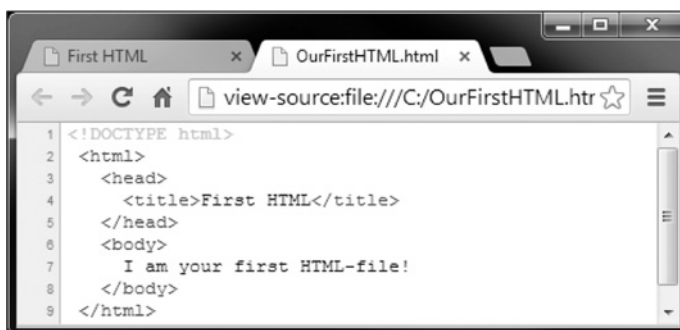 First HTML × OurFirstHTML.html ×
view-source:file:///C:/OurFirstHTML.htr
1 <!DOCTYPE html>
2 <html>
3 <head>
4 <title>First HTML</title>
5 </head>
6 <body>
7 I am your first HTML-file!
8 </body>
9 </html>